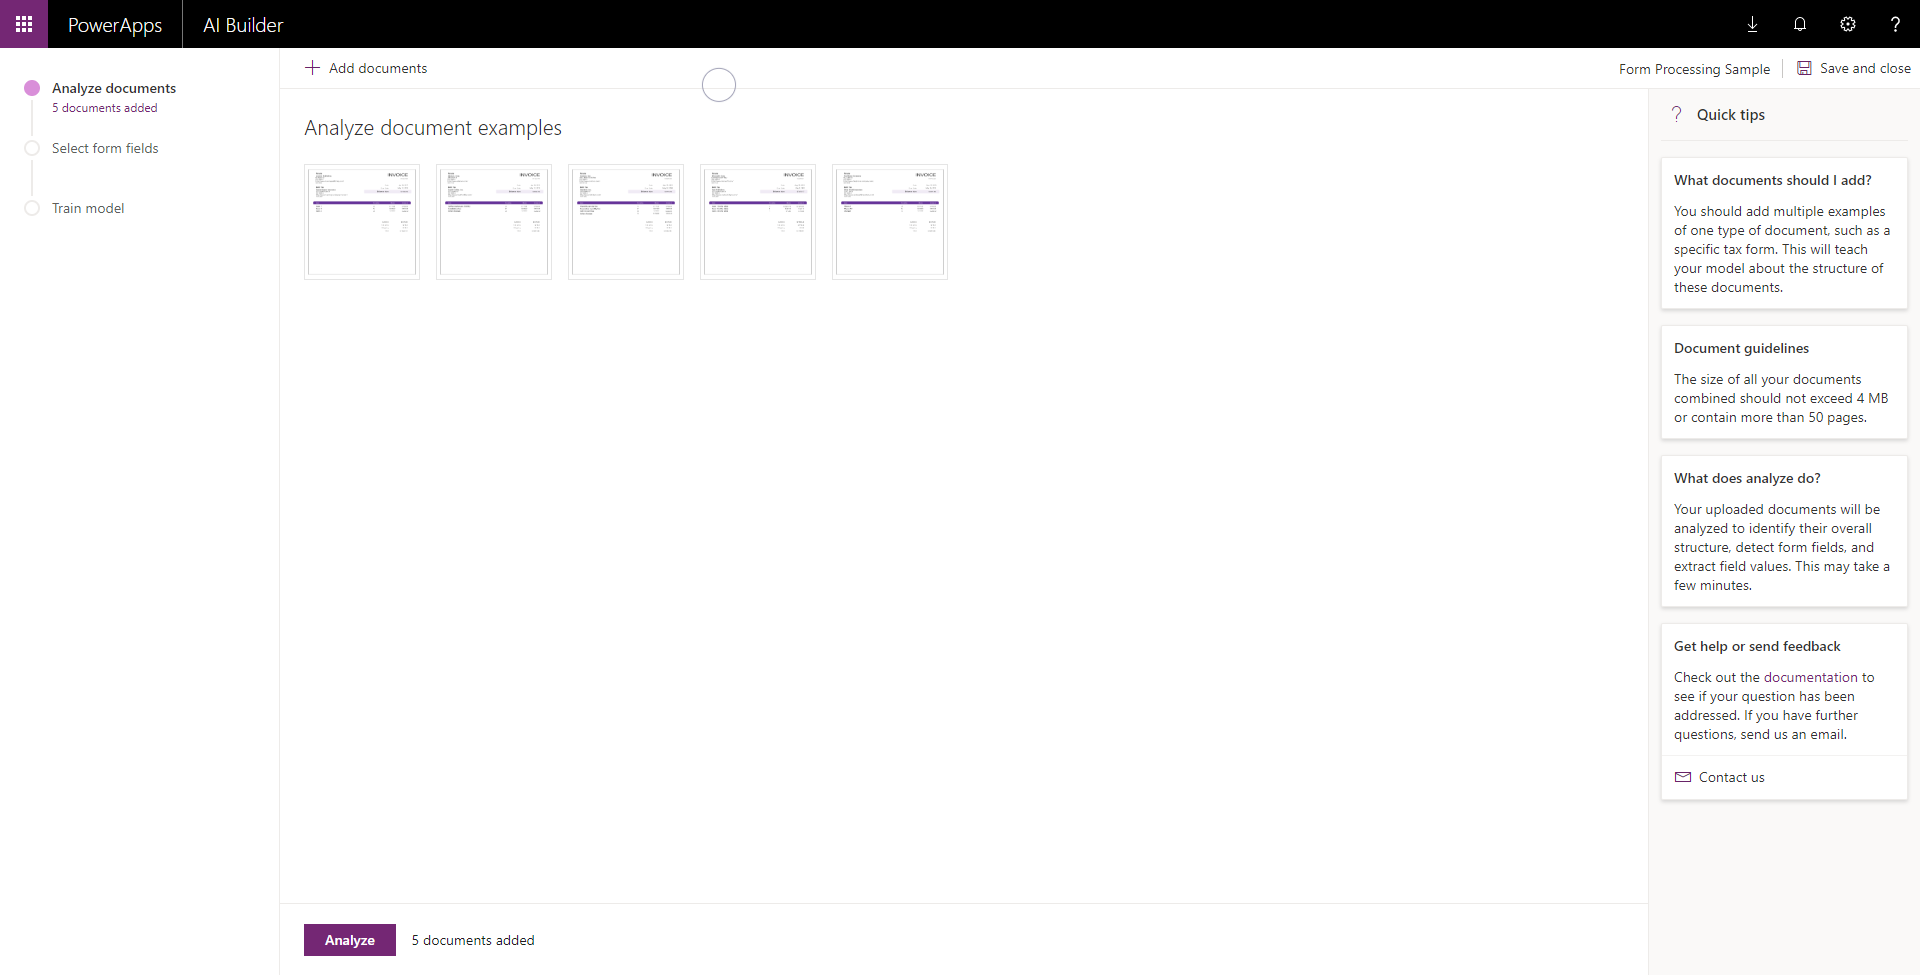 PowerApps
AI Builder
?
Analyze documents
5 documents added
Select form fields
Train model
Add documents
Form Processing Sample
Save and close
Analyze document examples
INVOICE
INVOICE
INVOICE
INVOICE
INVOICE
Analyze
5 documents added
? Quick tips
What documents should I add?
You should add multiple examples
of one type of document, such as a
specific tax form. This will teach
your model about the structure of
these documents.
Document guidelines
The size of all your documents
combined should not exceed 4 MB
or contain more than 50 pages.
What does analyze do?
Your uploaded documents will be
analyzed to identify their overall
structure, detect form fields, and
extract field values. This may take a
few minutes.
Get help or send feedback
Check out the documentation to
see if your question has been
addressed. If you have further
questions, send us an email.
Contact us